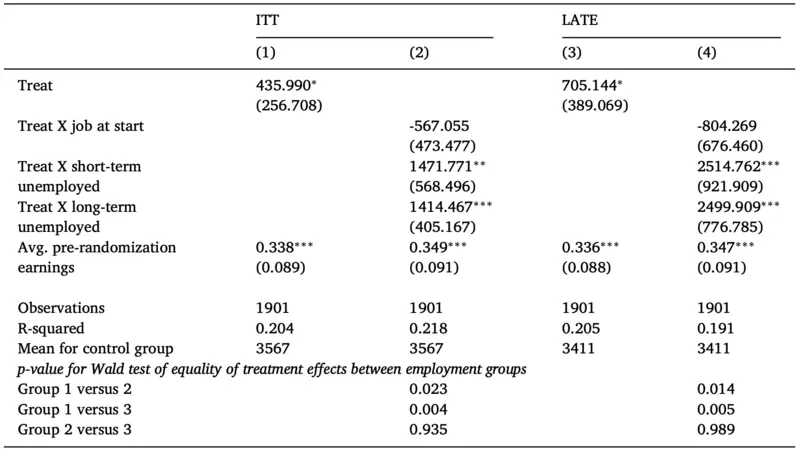 ITT LATE
(1) (2) (3) (4)
Treat 435.990* 705.144*
(256.708) (389.069)
Treat X job at start -567.055 -804.269
(473.477) (676.460)
Treat X short-term 1471.771** 2514.762***
unemployed (568.496) (921.909)
Treat X long-term 1414.467*** 2499.909***
unemployed (405.167) (776.785)
Avg. pre-randomization 0.338*** 0.349*** 0.336*** 0.347***
earnings (0.089) (0.091) (0.088) (0.091)
Observations 1901 1901 1901 1901
R-squared 0.204 0.218 0.205 0.191
Mean for control group 3567 3567 3411 3411
p-value for Wald test of equality of treatment effects between employment groups
Group 1 versus 2 0.023 0.014
Group 1 versus 3 0.004 0.005
Group 2 versus 3 0.935 0.989